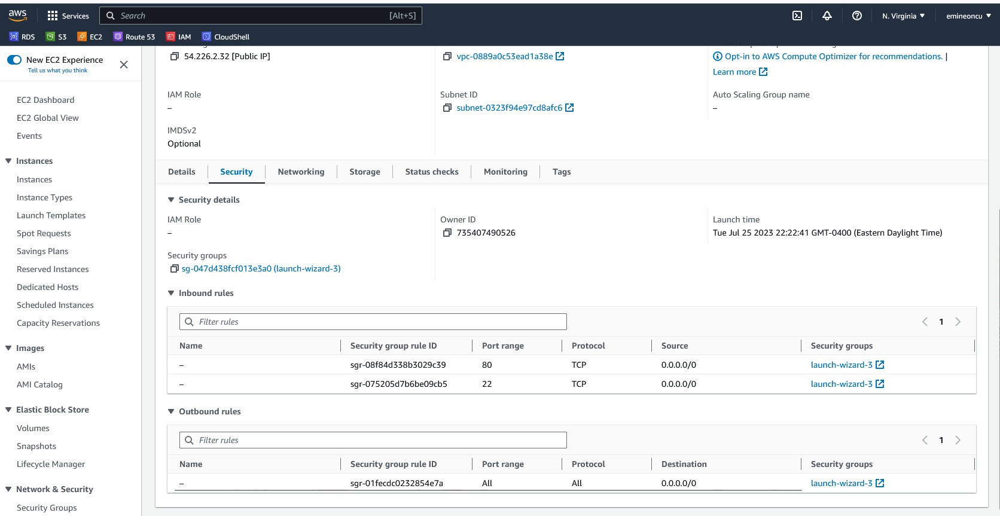 aws
Services
Search
[Alt+S]
N. Virginia
emineoncu
RDS
S3
EC2
Route 53
IAM
CloudShell
New EC2 Experience
Tell us what you think
EC2 Dashboard
EC2 Global View
Events
Instances
Instances
Instance Types
Launch Templates
Spot Requests
Savings Plans
Reserved Instances
Dedicated Hosts
Scheduled Instances
Capacity Reservations
Images
AMIs
AMI Catalog
Elastic Block Store
Volumes
Snapshots
Lifecycle Manager
Network & Security
Security Groups
54.226.2.32 [Public IP]
vpc-0889a0c53ead1a38e
Opt-in to AWS Compute Optimizer for recommendations. |
Learn more
IAM Role
–
Subnet ID
subnet-0323f94e97cd8afc6
Auto Scaling Group name
–
IMDSv2
Optional
Details
Security
Networking
Storage
Status checks
Monitoring
Tags
Security details
IAM Role
–
Owner ID
735407490526
Launch time
Tue Jul 25 2023 22:22:41 GMT-0400 (Eastern Daylight Time)
Security groups
sg-047d438fcf013e3a0 (launch-wizard-3)
Inbound rules
Filter rules
1
Name Security group rule ID Port range Protocol Source Security groups
– sgr-08f84d338b3029c39 80 TCP 0.0.0.0/0 launch-wizard-3
– sgr-075205d7b6be09cb5 22 TCP 0.0.0.0/0 launch-wizard-3
Outbound rules
Filter rules
1
Name Security group rule ID Port range Protocol Destination Security groups
– sgr-01fecdc0232854e7a All All 0.0.0.0/0 launch-wizard-3